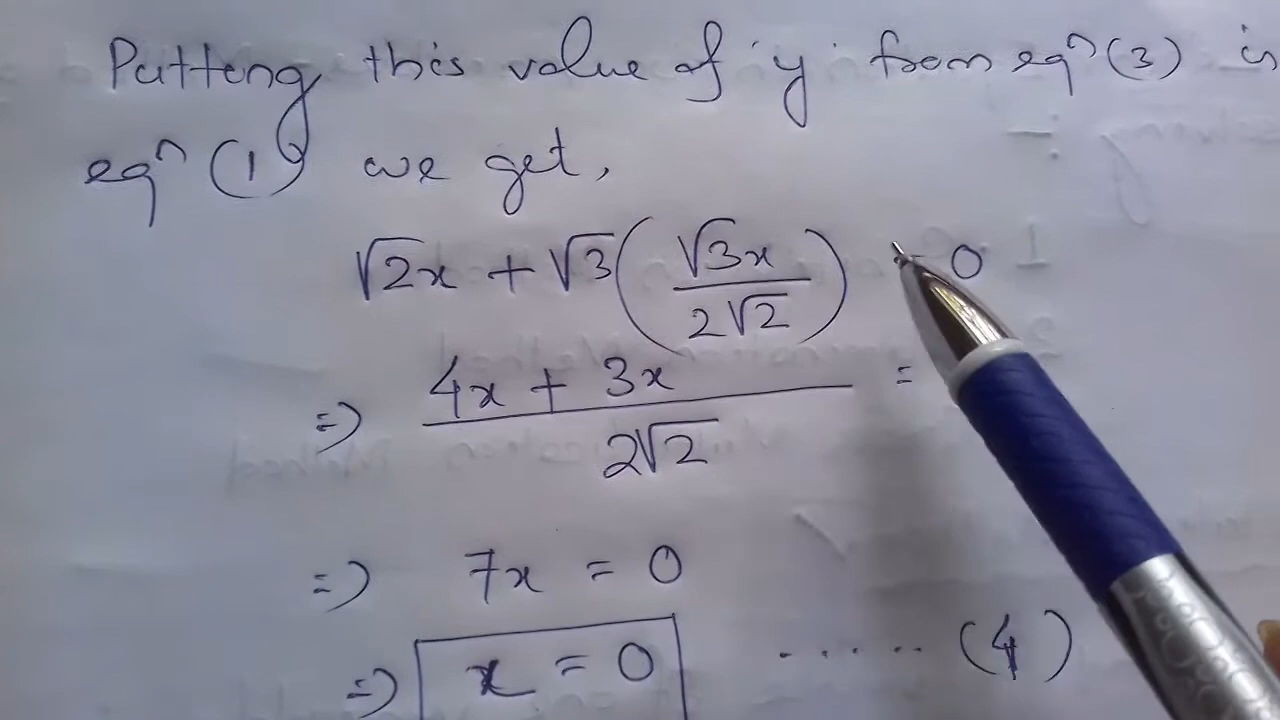 Putteng this value of y from eqⁿ (3) in
eqⁿ (1) we get,
√2x + √3(√3x / 2√2) = 0
⇒ (4x + 3x) / 2√2 =
⇒ 7x = 0
⇒ x = 0 ...... (4)